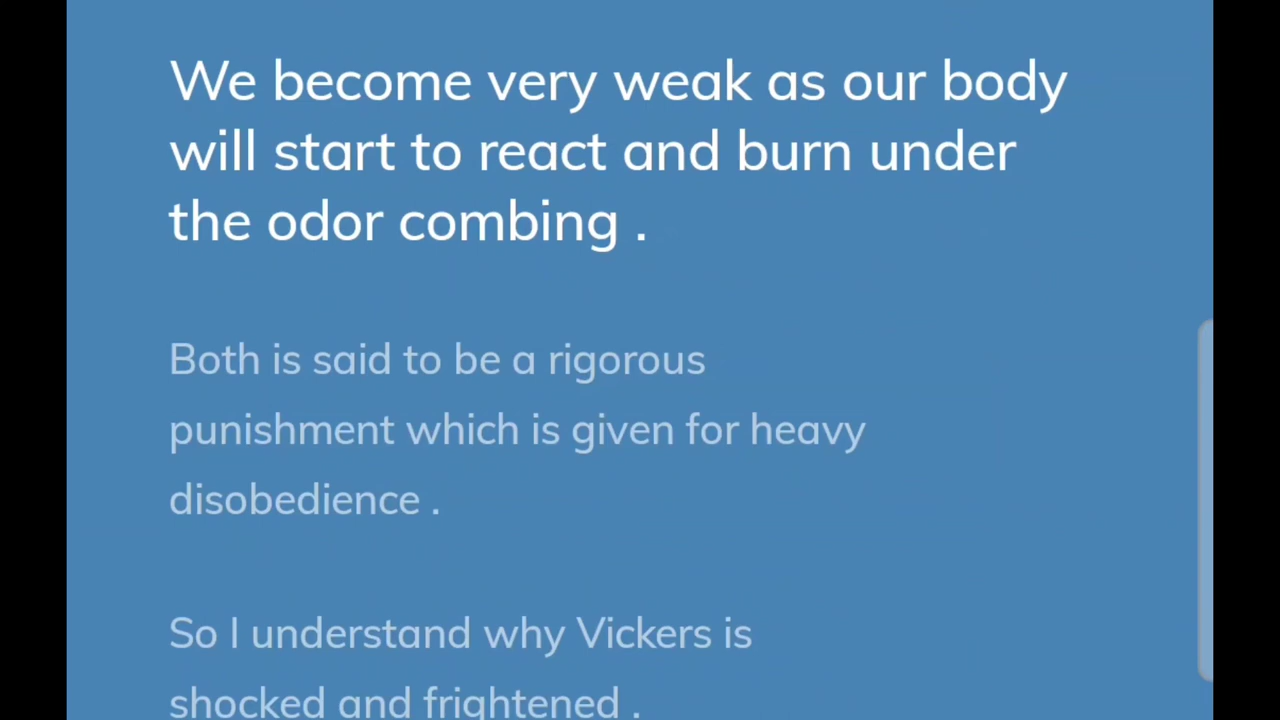 We become very weak as our body
will start to react and burn under
the odor combing .
Both is said to be a rigorous
punishment which is given for heavy
disobedience .
So I understand why Vickers is
shocked and frightened .